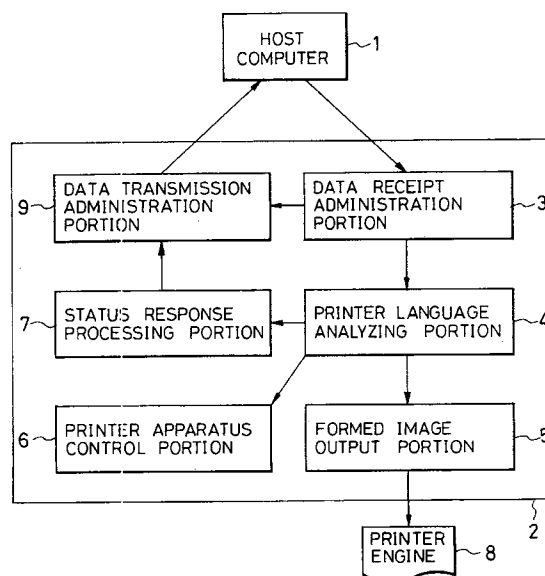 HOST
COMPUTER
1
DATA TRANSMISSION
ADMINISTRATION
PORTION
9
DATA RECEIPT
ADMINISTRATION
PORTION
3
STATUS RESPONSE
PROCESSING PORTION
7
PRINTER LANGUAGE
ANALYZING PORTION
4
PRINTER APPARATUS
CONTROL PORTION
6
FORMED IMAGE
OUTPUT PORTION
5
2
PRINTER
ENGINE
8